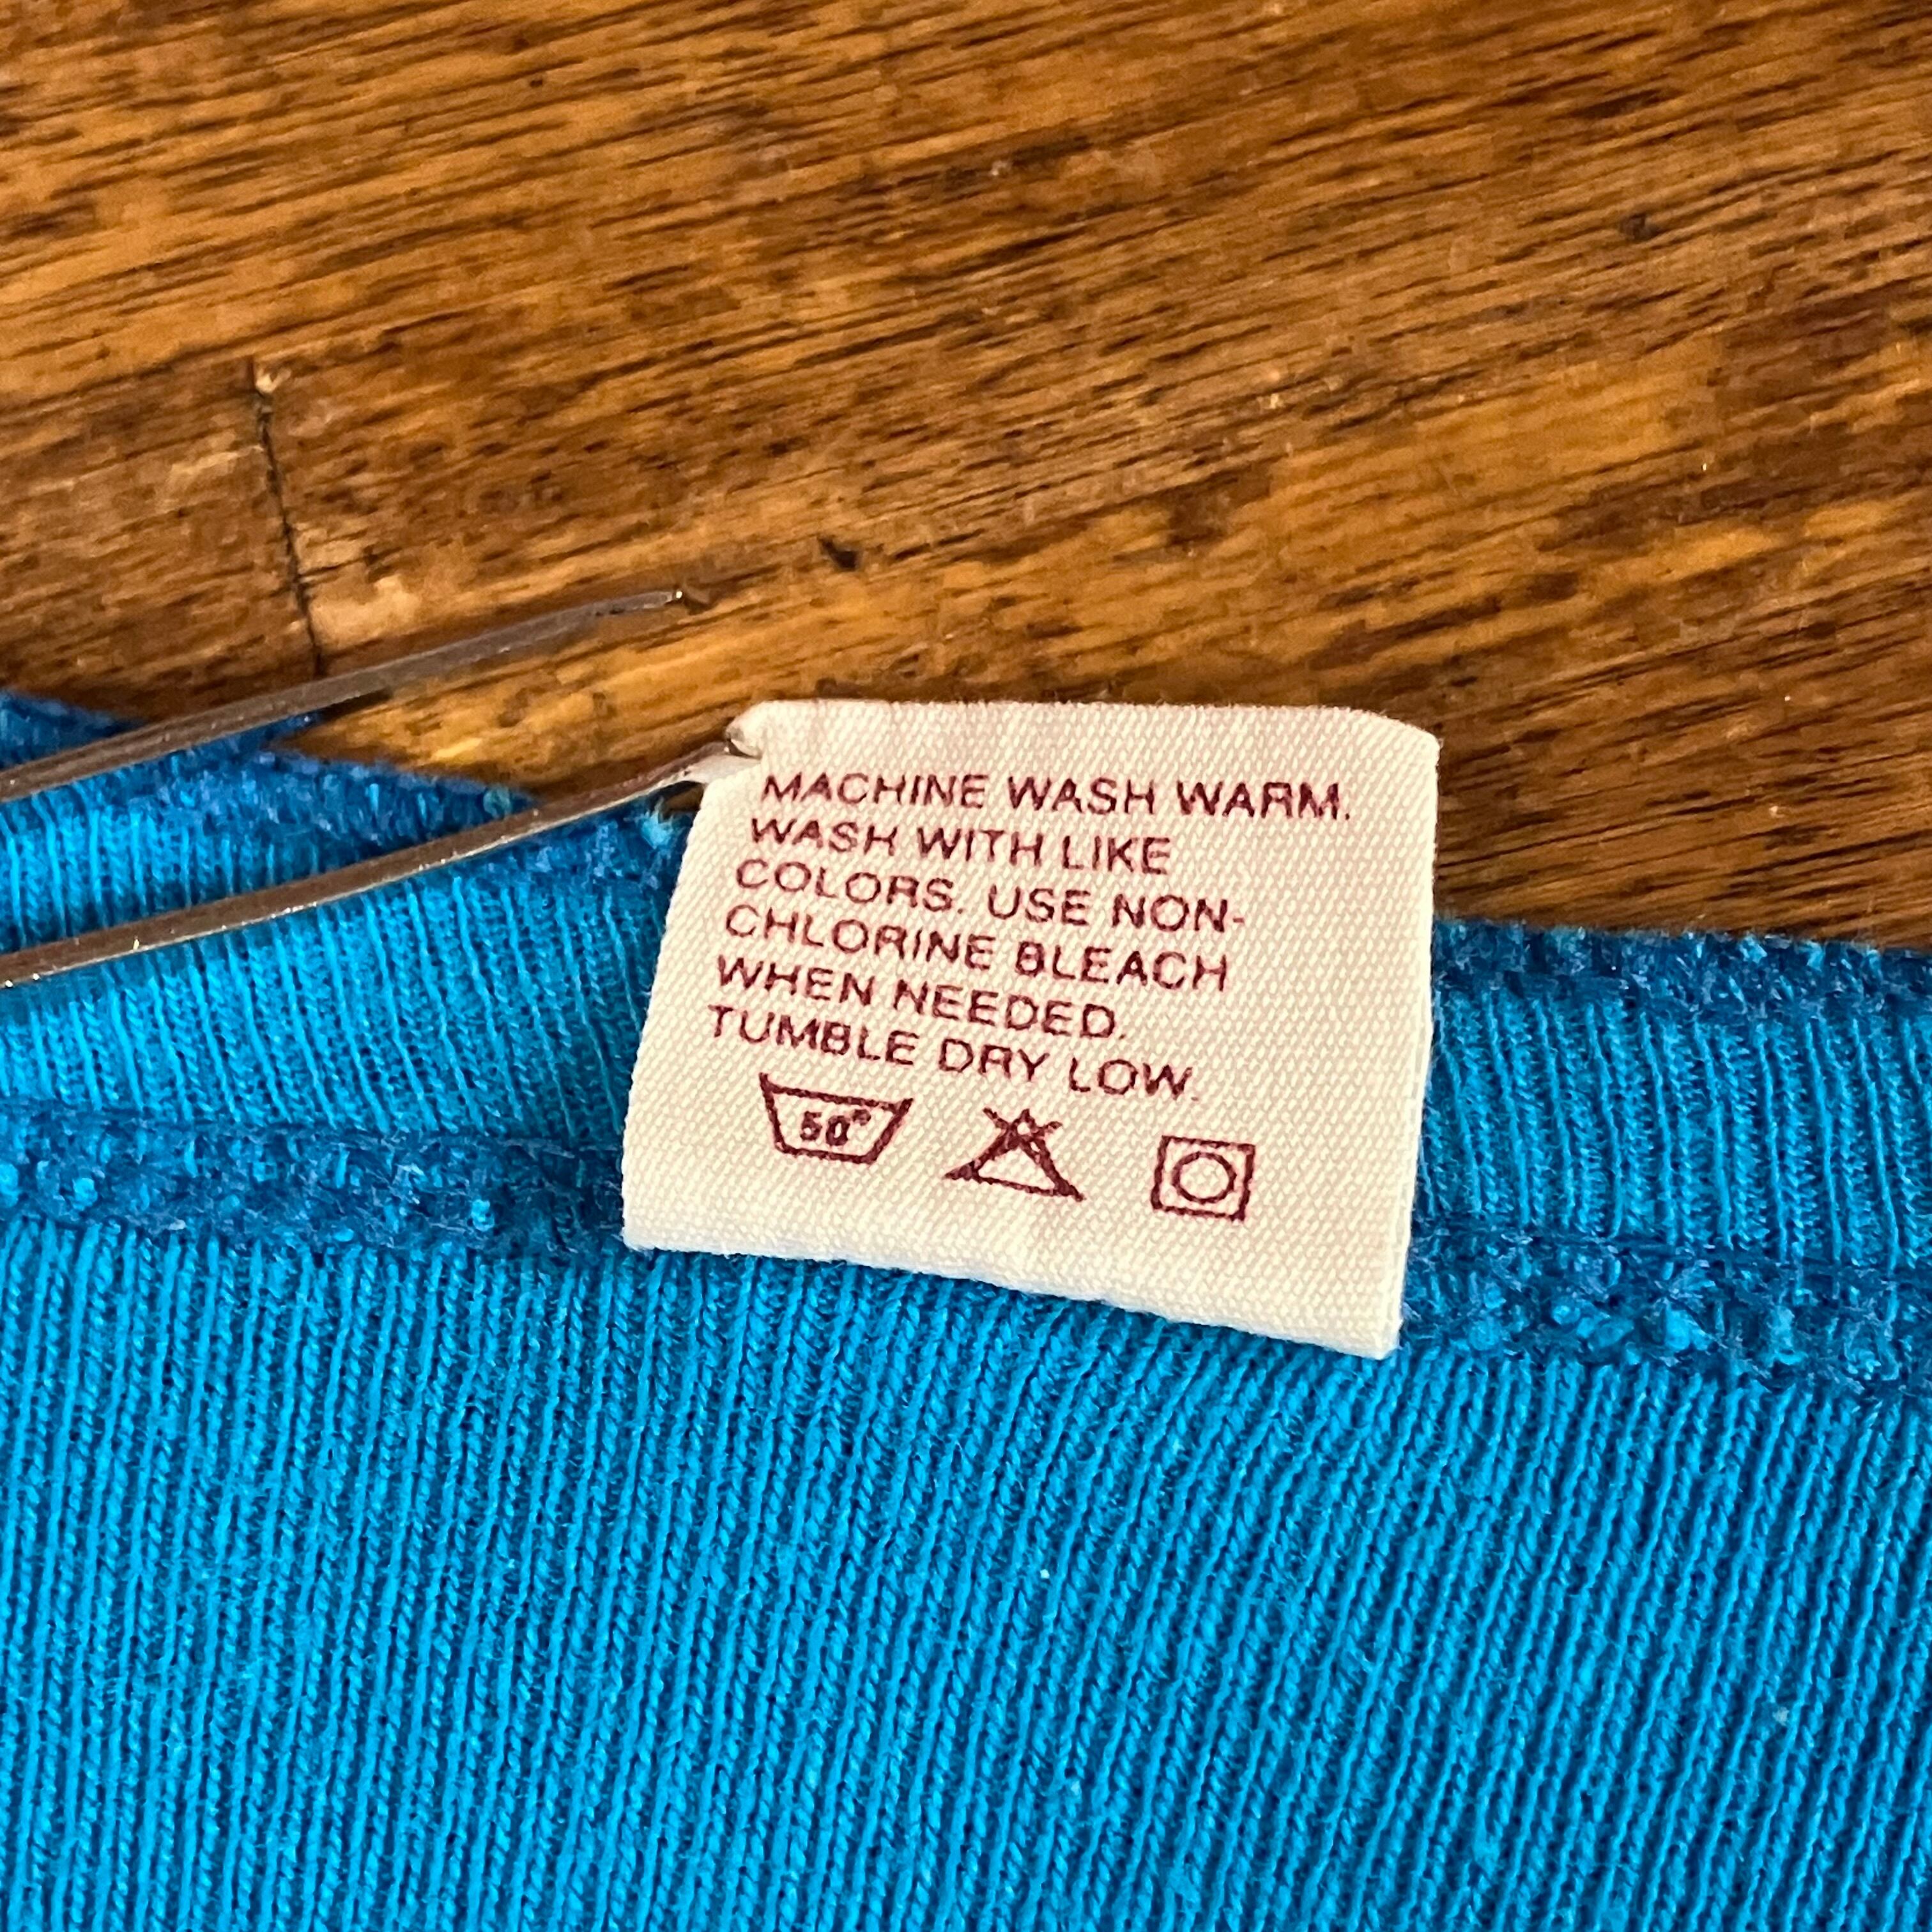 MACHINE WASH WARM.
WASH WITH LIKE
COLORS. USE NON-
CHLORINE BLEACH
WHEN NEEDED.
TUMBLE DRY LOW.
50°